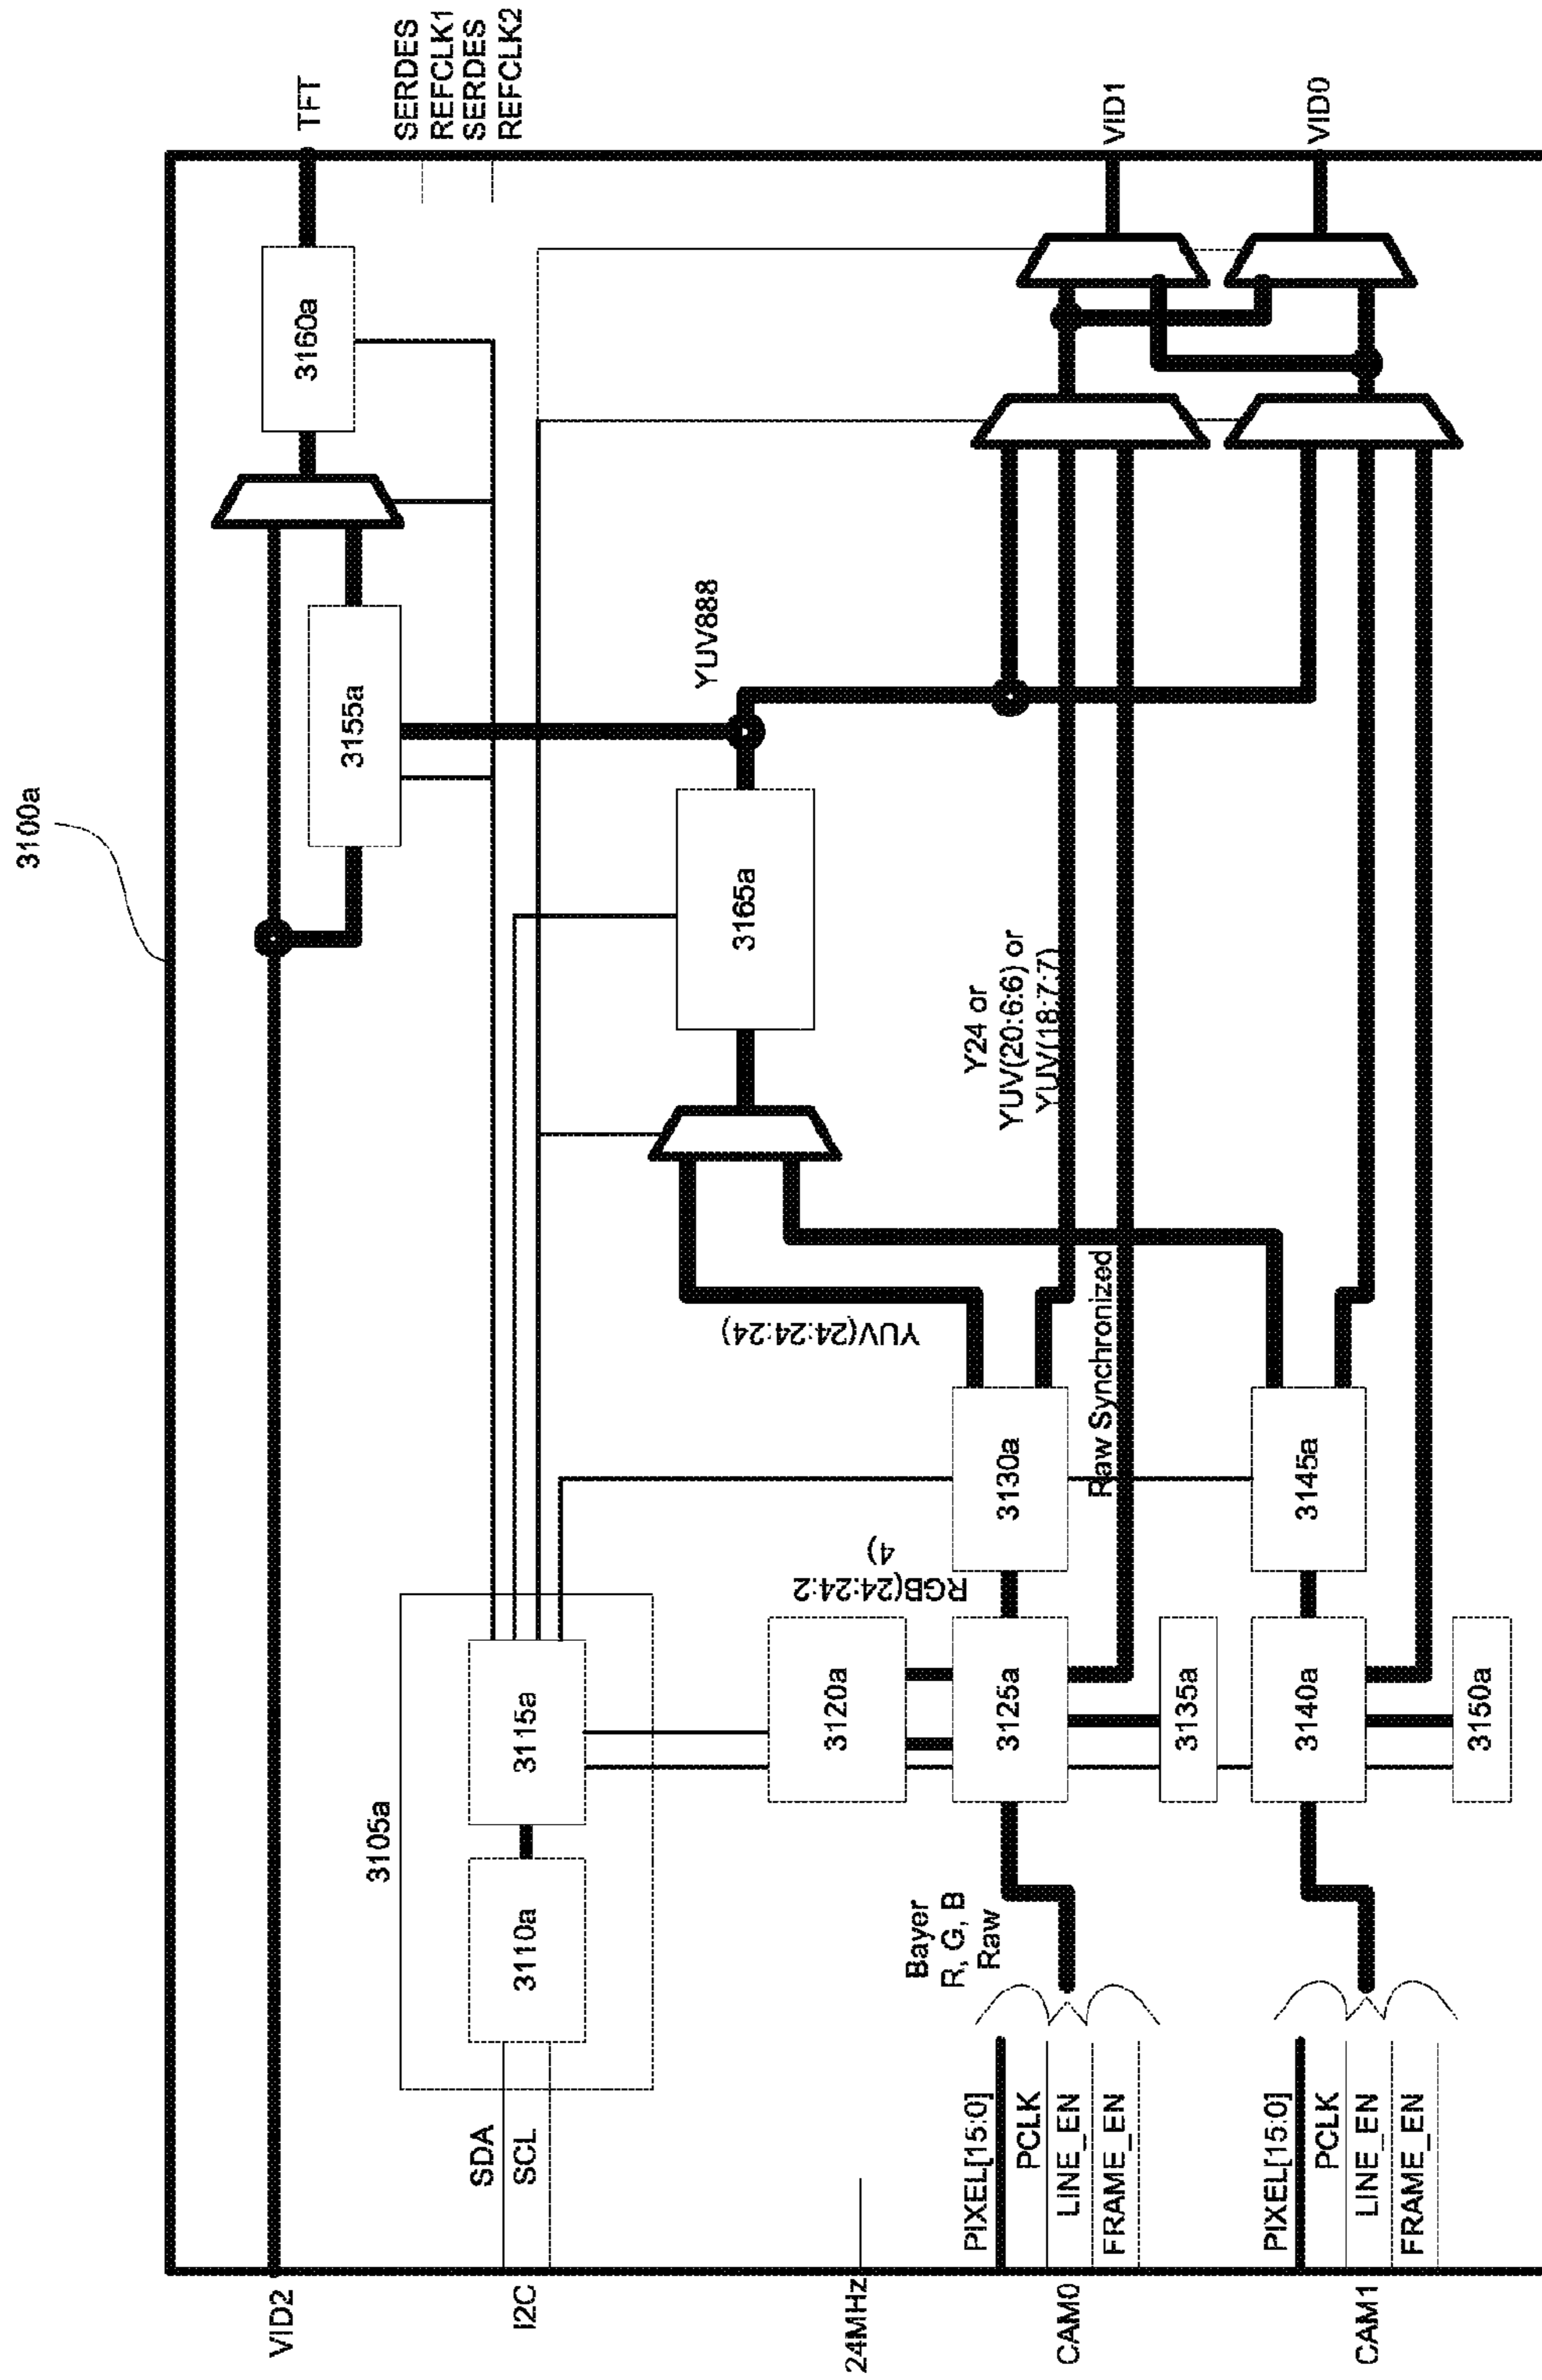 3100a
VID2
TFT
SERDES
REFCLK1
SERDES
REFCLK2
3160a
3155a
YUV888
3165a
3105a
3115a
3110a
SDA
SCL
I2C
24MHz
3120a
RGB(24:24:2
4)
YUV(24:24:24)
Y24 or
YUV(20:6:6) or
YUV(18:7:7)
Bayer
R, G, B
Raw
3125a
3130a
Raw Synchronized
3135a
3140a
3145a
3150a
PIXEL[15:0]
PCLK
LINE_EN
FRAME_EN
CAM0
PIXEL[15:0]
PCLK
LINE_EN
FRAME_EN
CAM1
VID1
VID0